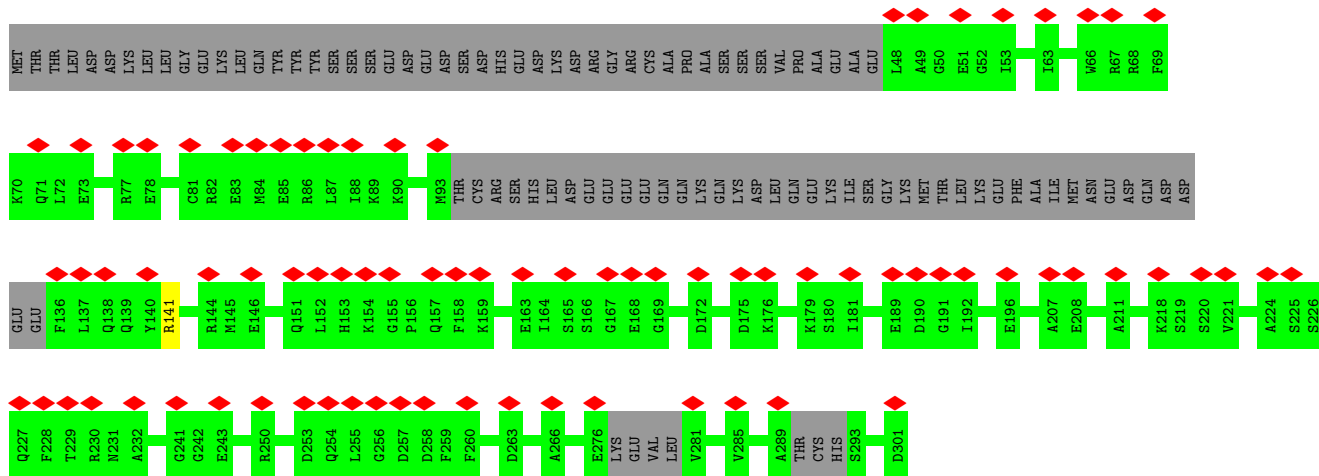 MET THR THR LEU ASP ASP LYS LEU LEU GLY GLU LYS LEU GLN TYR TYR TYR SER SER SER GLU ASP GLU ASP SER ASP HIS GLU ASP LYS ASP ARG GLY ARG CYS ALA PRO ALA SER SER SER VAL PRO ALA GLU ALA GLU L48 A49 G50 E51 G52 I53 I63 W66 R67 R68 F69
K70 Q71 L72 E73 R77 E78 C81 R82 E83 M84 E85 R86 L87 I88 K89 K90 M93 THR CYS ARG SER HIS LEU ASP GLU GLU GLU GLU GLN GLN LYS GLN LYS ASP LEU GLN GLU LYS ILE SER GLY LYS MET THR LEU LYS GLU PHE ALA ILE MET ASN GLU ASP GLN ASP ASP
GLU GLU F136 L137 Q138 Q139 Y140 R141 R144 M145 E146 Q151 L152 H153 K154 G155 P156 Q157 F158 K159 E163 I164 S165 S166 G167 E168 G169 D172 D175 K176 K179 S180 I181 E189 D190 G191 I192 E196 A207 E208 A211 K218 S219 S220 V221 A224 S225 S226
Q227 F228 T229 R230 N231 A232 G241 G242 E243 R250 D253 Q254 L255 G256 D257 D258 F259 F260 D263 A266 E276 LYS GLU VAL LEU V281 V285 A289 THR CYS HIS S293 D301